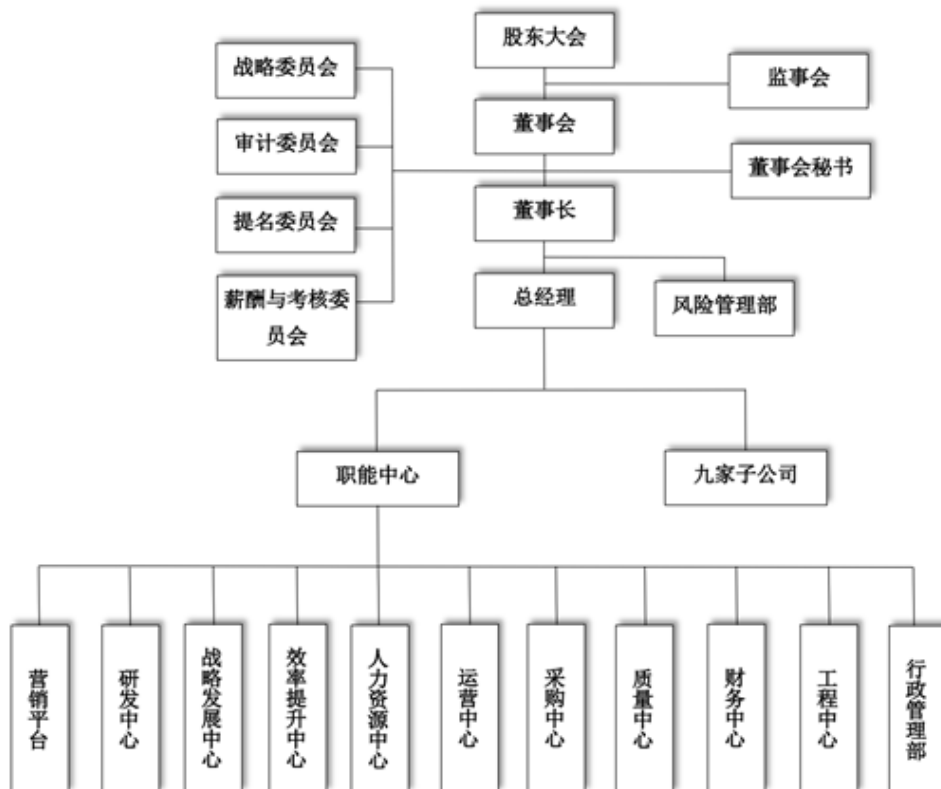 股东大会
战略委员会
监事会
董事会
审计委员会
董事会秘书
董事长
提名委员会
总经理
风险管理部
薪酬与考核委
员会
职能中心
九家子公司
营销平台
研发中心
战略发展中心
效率提升中心
人力资源中心
运营中心
采购中心
质量中心
财务中心
工程中心
行政管理部